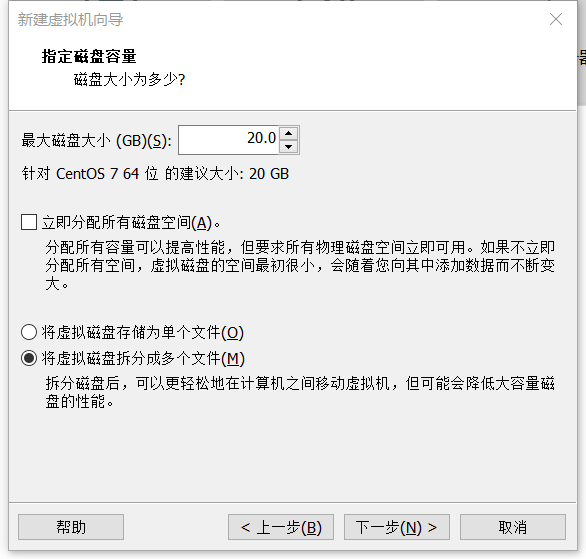 新建虚拟机向导
指定磁盘容量
磁盘大小为多少?
最大磁盘大小 (GB)(S): 20.0
针对 CentOS 7 64 位 的建议大小: 20 GB
立即分配所有磁盘空间(A)。
分配所有容量可以提高性能，但要求所有物理磁盘空间立即可用。如果不立即
分配所有空间，虚拟磁盘的空间最初很小，会随着您向其中添加数据而不断变
大。
将虚拟磁盘存储为单个文件(O)
将虚拟磁盘拆分成多个文件(M)
拆分磁盘后，可以更轻松地在计算机之间移动虚拟机，但可能会降低大容量磁
盘的性能。
帮助 < 上一步(B) 下一步(N) > 取消